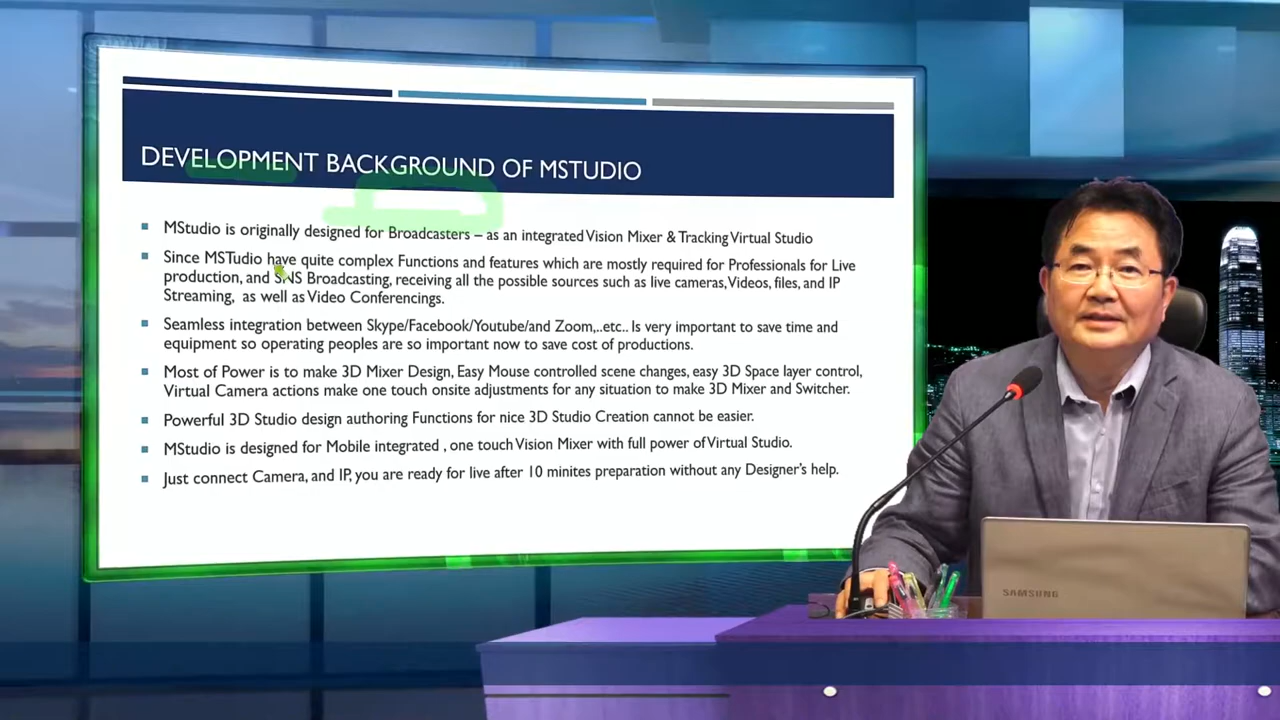 DEVELOPMENT BACKGROUND OF MSTUDIO
MStudio is originally designed for Broadcasters – as an integrated Vision Mixer & Tracking Virtual Studio
Since MSTudio have quite complex Functions and features which are mostly required for Professionals for Live
production, and SNS Broadcasting, receiving all the possible sources such as live cameras, Videos, files, and IP
Streaming, as well as Video Conferencings.
Seamless integration between Skype/Facebook/Youtube/and Zoom,..etc.. Is very important to save time and
equipment so operating peoples are so important now to save cost of productions.
Most of Power is to make 3D Mixer Design, Easy Mouse controlled scene changes, easy 3D Space layer control,
Virtual Camera actions make one touch onsite adjustments for any situation to make 3D Mixer and Switcher.
Powerful 3D Studio design authoring Functions for nice 3D Studio Creation cannot be easier.
MStudio is designed for Mobile integrated , one touch Vision Mixer with full power of Virtual Studio.
Just connect Camera, and IP, you are ready for live after 10 minites preparation without any Designer's help.
SAMSUNG